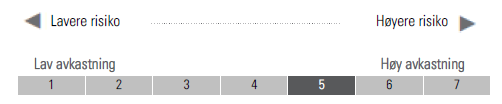 Lavere risiko Høyere risiko
Lav avkastning Høy avkastning
1 2 3 4 5 6 7